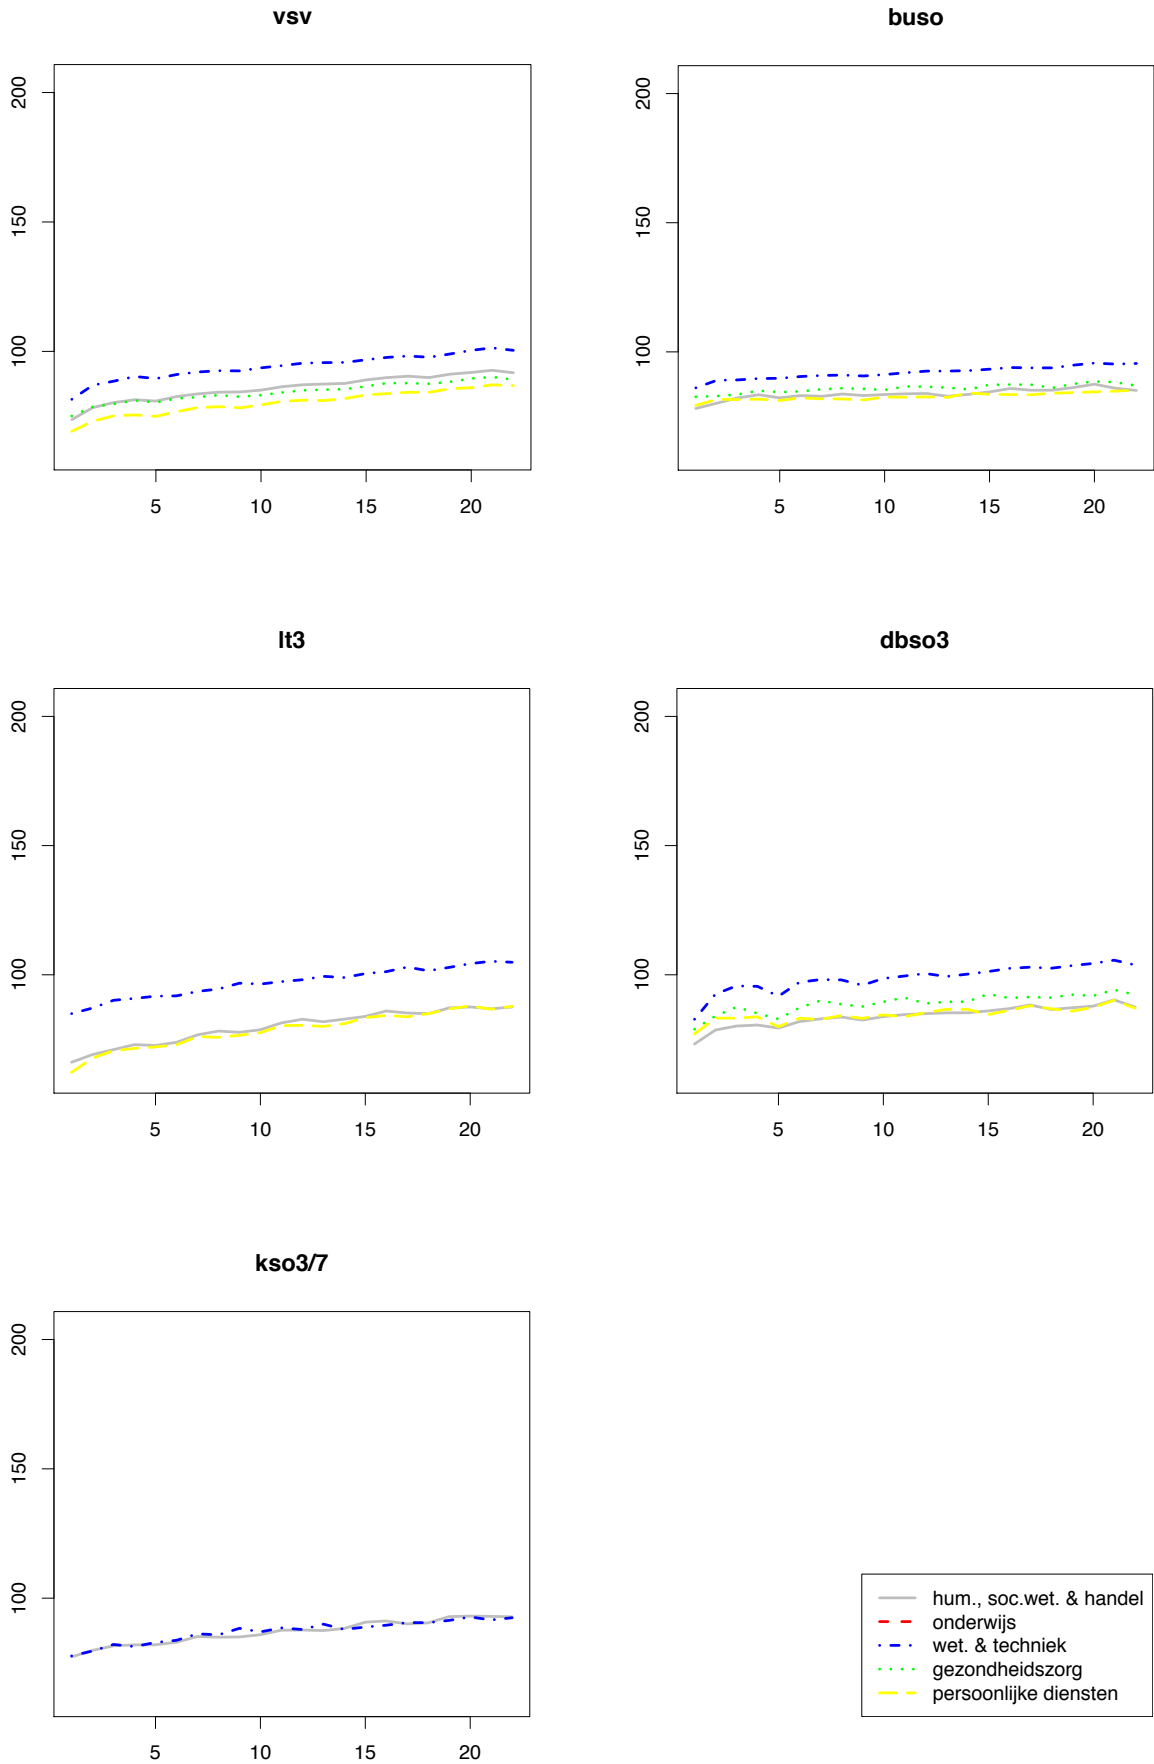 vsv
200
150
100
5 10 15 20
buso
200
150
100
5 10 15 20
lt3
200
150
100
5 10 15 20
dbso3
200
150
100
5 10 15 20
kso3/7
200
150
100
5 10 15 20
hum., soc.wet. & handel
onderwijs
wet. & techniek
gezondheidszorg
persoonlijke diensten